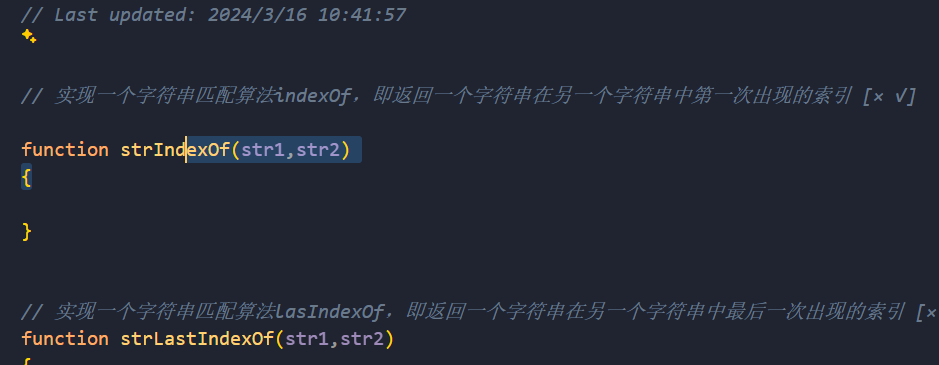 // Last updated: 2024/3/16 10:41:57
// 实现一个字符串匹配算法indexOf，即返回一个字符串在另一个字符串中第一次出现的索引 [× √]
function strIndexOf(str1,str2)
{
}
// 实现一个字符串匹配算法lasIndexOf，即返回一个字符串在另一个字符串中最后一次出现的索引 [×
function strLastIndexOf(str1,str2)
{